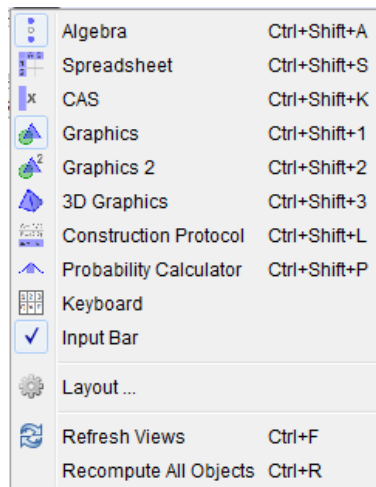 Algebra Ctrl+Shift+A
Spreadsheet Ctrl+Shift+S
CAS Ctrl+Shift+K
Graphics Ctrl+Shift+1
Graphics 2 Ctrl+Shift+2
3D Graphics Ctrl+Shift+3
Construction Protocol Ctrl+Shift+L
Probability Calculator Ctrl+Shift+P
Keyboard
Input Bar
Layout ...
Refresh Views Ctrl+F
Recompute All Objects Ctrl+R